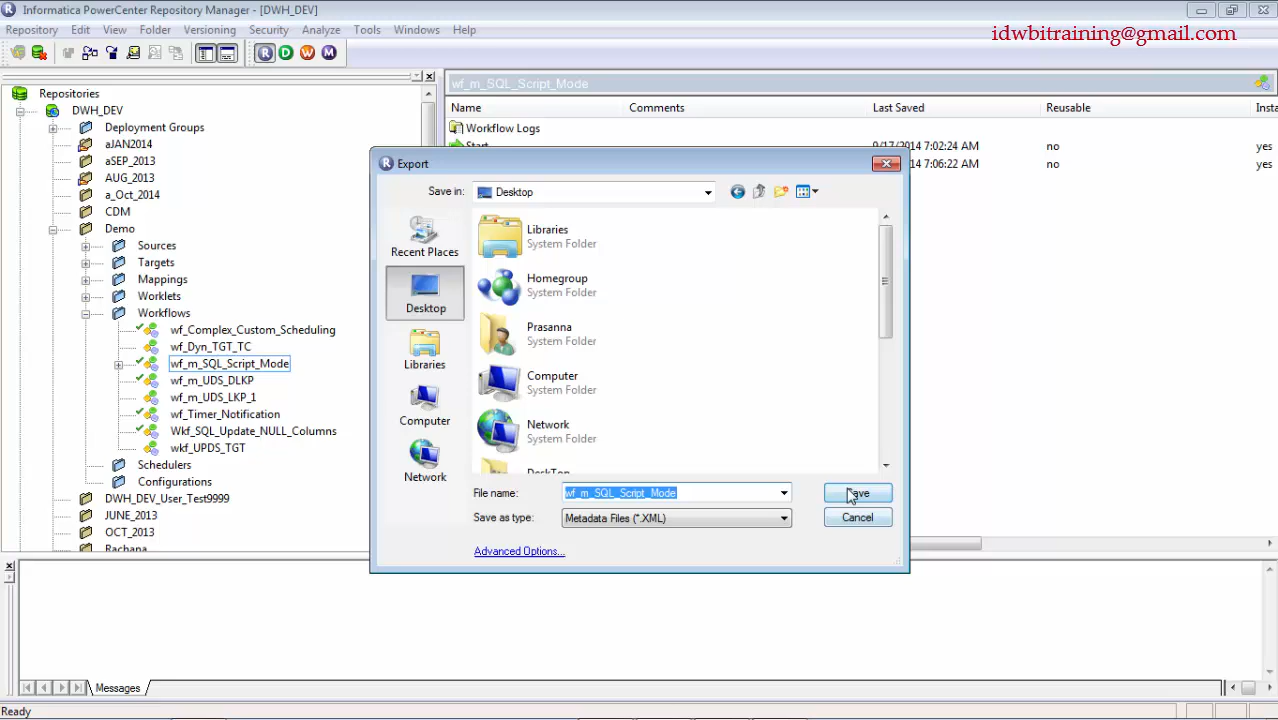 Informatica PowerCenter Repository Manager - [DWH_DEV]
Repository Edit View Folder Versioning Security Analyze Tools Windows Help
idwbitraining@gmail.com
R D W M
Repositories
DWH_DEV
Deployment Groups
aJAN2014
aSEP_2013
AUG_2013
a_Oct_2014
CDM
Demo
Sources
Targets
Mappings
Worklets
Workflows
wf_Complex_Custom_Scheduling
wf_Dyn_TGT_TC
wf_m_SQL_Script_Mode
wf_m_UDS_DLKP
wf_m_UDS_LKP_1
wf_Timer_Notification
Wkf_SQL_Update_NULL_Columns
wkf_UPDS_TGT
Schedulers
Configurations
DWH_DEV_User_Test9999
JUNE_2013
OCT_2013
Rachana
wf_m_SQL_Script_Mode
Name Comments Last Saved Reusable Insta
Workflow Logs
Start 9/17/2014 7:02:24 AM no yes
14 7:06:22 AM no yes
Export
Save in: Desktop
Recent Places
Desktop
Libraries
Computer
Network
Libraries
System Folder
Homegroup
System Folder
Prasanna
System Folder
Computer
System Folder
Network
System Folder
DeskTop
File name: wf_m_SQL_Script_Mode Save
Save as type: Metadata Files (*.XML) Cancel
Advanced Options...
Messages
Ready